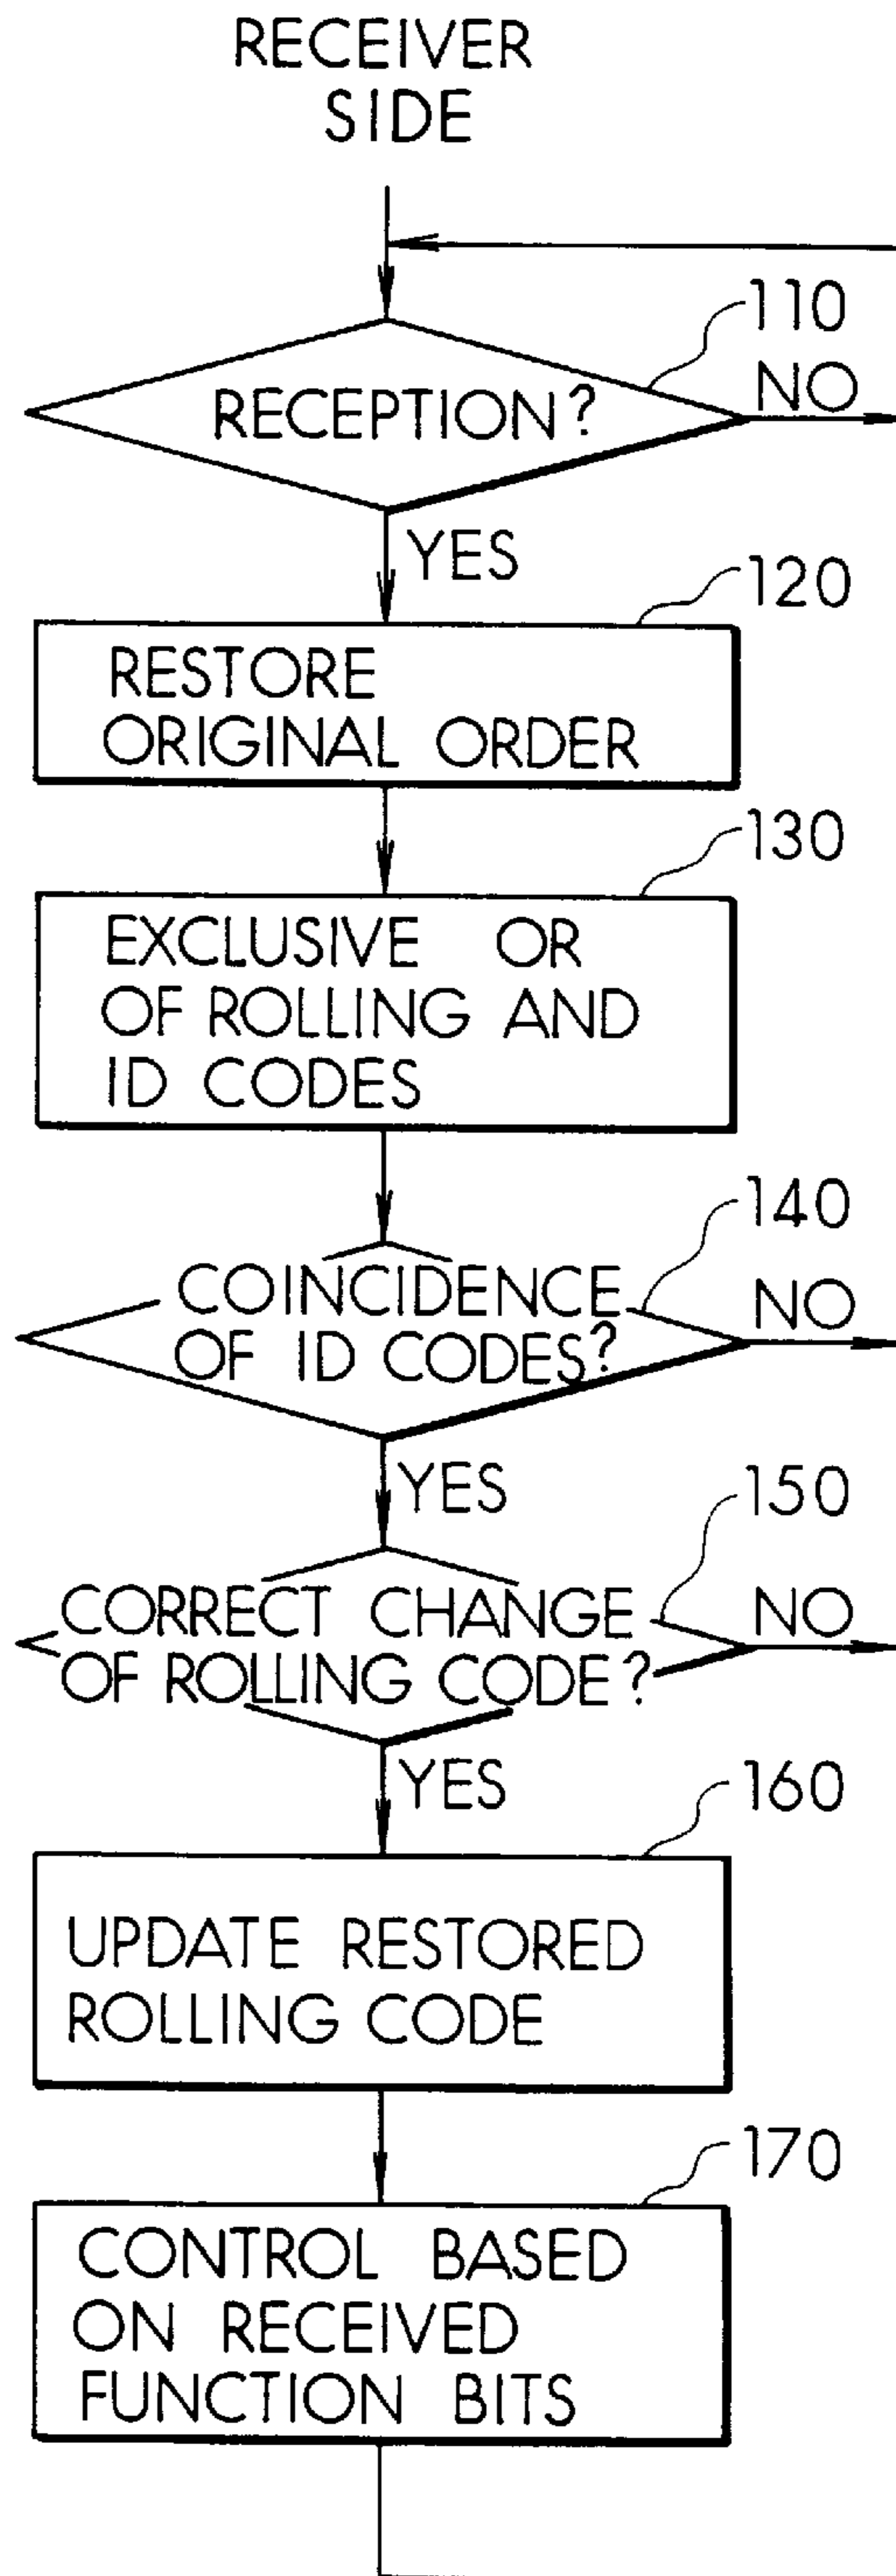 RECEIVER
SIDE
110
RECEPTION?
NO
YES
120
RESTORE
ORIGINAL ORDER
130
EXCLUSIVE OR
OF ROLLING AND
ID CODES
140
COINCIDENCE
OF ID CODES?
NO
YES
150
CORRECT CHANGE
OF ROLLING CODE?
NO
YES
160
UPDATE RESTORED
ROLLING CODE
170
CONTROL BASED
ON RECEIVED
FUNCTION BITS